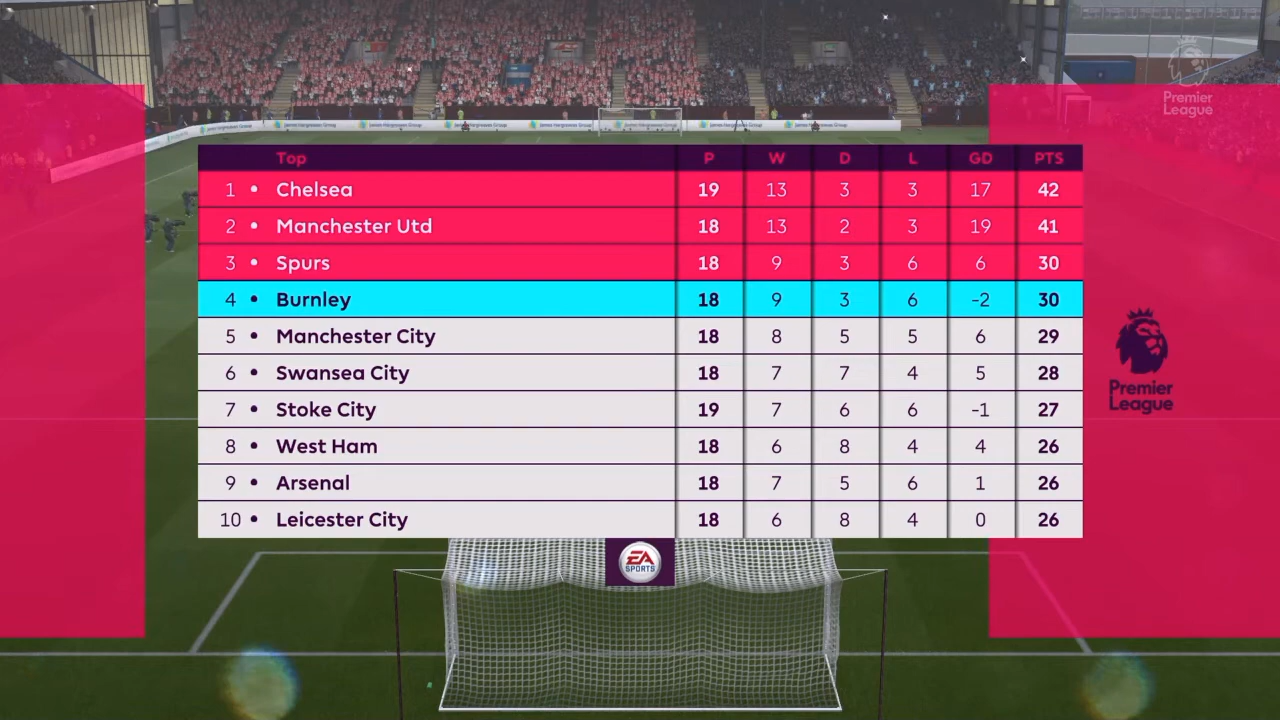 Premier
League
Top P W D L GD PTS
1 • Chelsea 19 13 3 3 17 42
2 • Manchester Utd 18 13 2 3 19 41
3 • Spurs 18 9 3 6 6 30
4 • Burnley 18 9 3 6 -2 30
5 • Manchester City 18 8 5 5 6 29
6 • Swansea City 18 7 7 4 5 28
7 • Stoke City 19 7 6 6 -1 27
8 • West Ham 18 6 8 4 4 26
9 • Arsenal 18 7 5 6 1 26
10 • Leicester City 18 6 8 4 0 26
Premier
League
EA
SPORTS